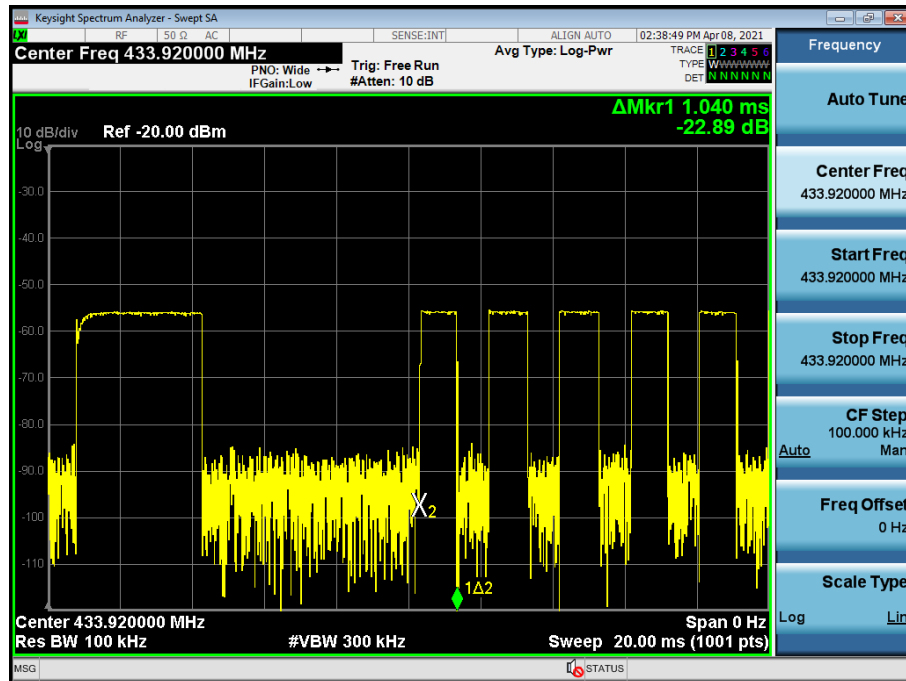 Keysight Spectrum Analyzer - Swept SA
LXI RF 50 Ω AC SENSE:INT ALIGN AUTO 02:38:49 PM Apr 08, 2021
Center Freq 433.920000 MHz
PNO: Wide
IFGain:Low
Trig: Free Run
#Atten: 10 dB
Avg Type: Log-Pwr
TRACE 1 2 3 4 5 6
TYPE WWWWWW
DET N N N N N N
ΔMkr1 1.040 ms
-22.89 dB
10 dB/div Ref -20.00 dBm
Log
-30.0
-40.0
-50.0
-60.0
-70.0
-80.0
-90.0
-100
-110
X2
1Δ2
Center 433.920000 MHz Span 0 Hz
Res BW 100 kHz #VBW 300 kHz Sweep 20.00 ms (1001 pts)
MSG STATUS
Frequency
Auto Tune
Center Freq
433.920000 MHz
Start Freq
433.920000 MHz
Stop Freq
433.920000 MHz
CF Step
100.000 kHz
Auto Man
Freq Offset
0 Hz
Scale Type
Log Lin